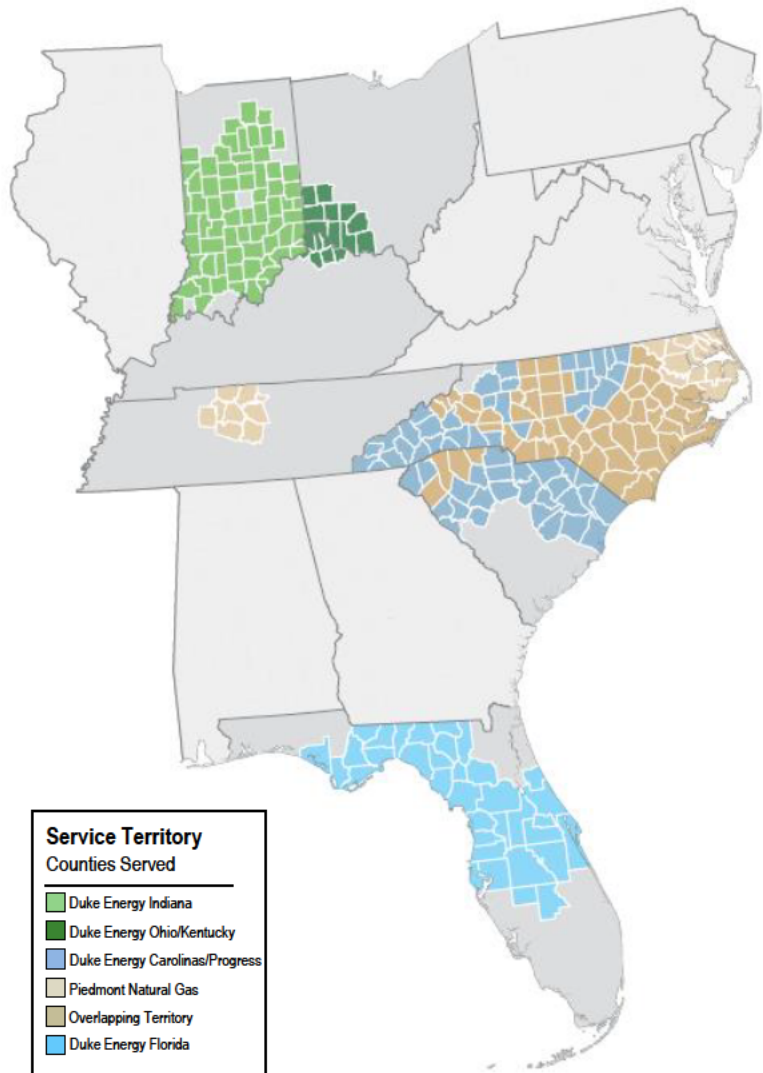 Service Territory
Counties Served
Duke Energy Indiana
Duke Energy Ohio/Kentucky
Duke Energy Carolinas/Progress
Piedmont Natural Gas
Overlapping Territory
Duke Energy Florida